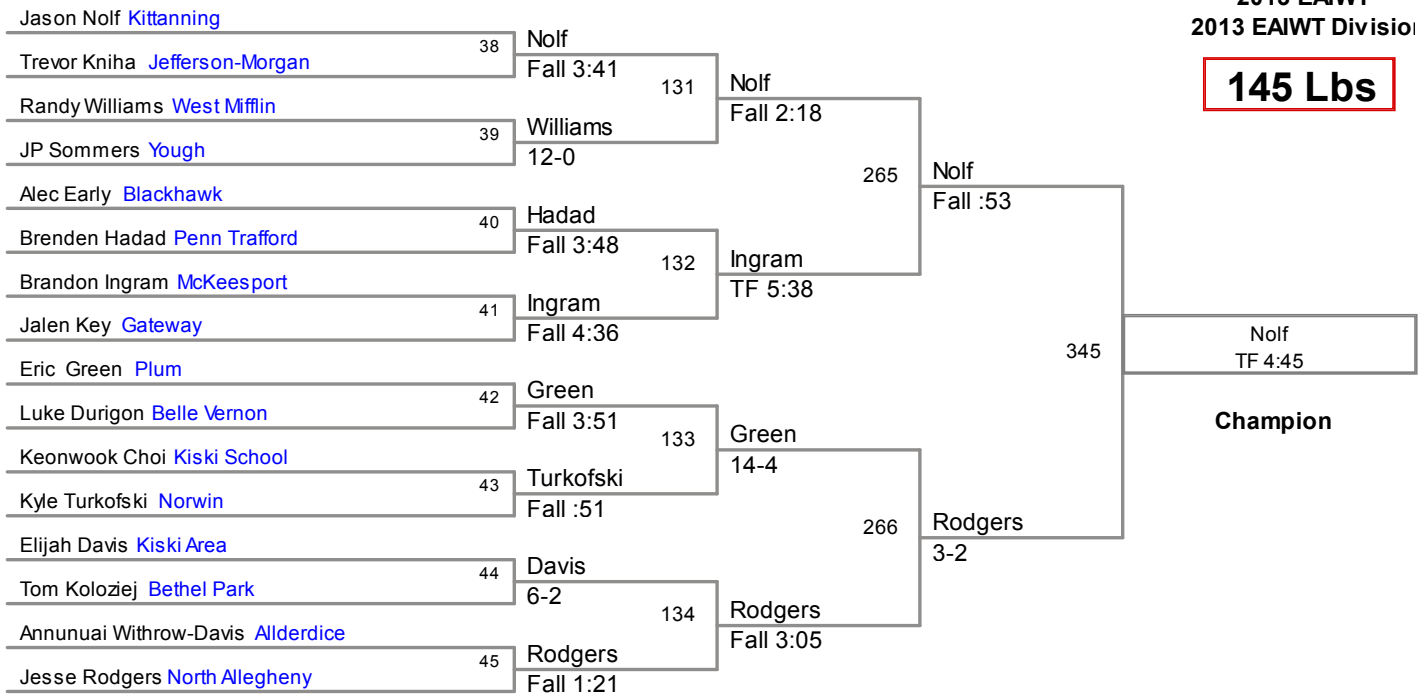 2013 EAIWT
2013 EAIWT Division
145 Lbs
Jason Nolf Kittanning
38
Trevor Kniha Jefferson-Morgan
Nolf
Fall 3:41
131
Randy Williams West Mifflin
39
JP Sommers Yough
Williams
12-0
Nolf
Fall 2:18
265
Alec Early Blackhawk
40
Brenden Hadad Penn Trafford
Hadad
Fall 3:48
132
Brandon Ingram McKeesport
41
Jalen Key Gateway
Ingram
Fall 4:36
Ingram
TF 5:38
Nolf
Fall :53
345
Nolf
TF 4:45
Champion
Eric Green Plum
42
Luke Durigon Belle Vernon
Green
Fall 3:51
133
Keonwook Choi Kiski School
43
Kyle Turkofski Norwin
Turkofski
Fall :51
Green
14-4
266
Elijah Davis Kiski Area
44
Tom Koloziej Bethel Park
Davis
6-2
134
Annunuai Withrow-Davis Allderdice
45
Jesse Rodgers North Allegheny
Rodgers
Fall 1:21
Rodgers
Fall 3:05
Rodgers
3-2